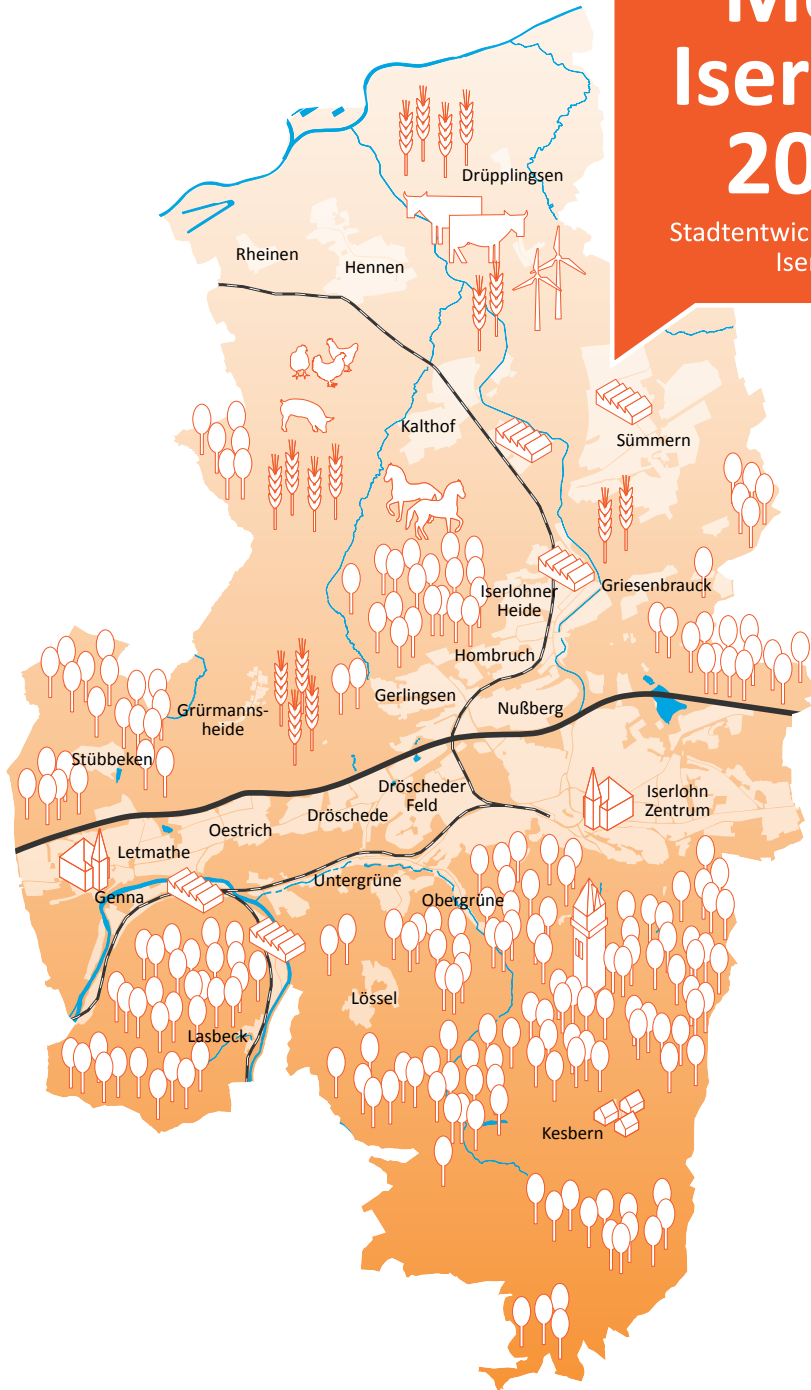 Iser
20
Stadtentwic
Iser
Drüpplingsen
Rheinen
Hennen
Kalthof
Sümmern
Iserlohner
Heide
Griesenbrauck
Hombruch
Gerlingsen
Nußberg
Grürmanns-
heide
Stübbeken
Dröscheder
Feld
Iserlohn
Zentrum
Dröschede
Oestrich
Letmathe
Untergrüne
Genna
Obergrüne
Lössel
Lasbeck
Kesbern